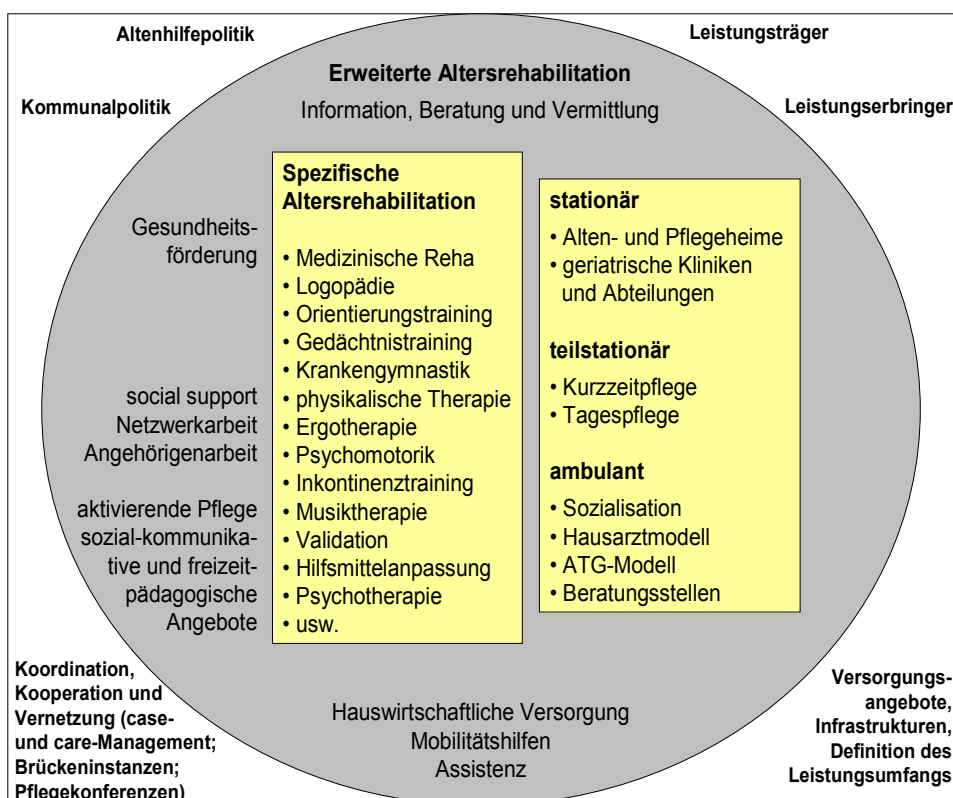 Altenhilfepolitik
Leistungsträger
Erweiterte Altersrehabilitation
Kommunalpolitik
Information, Beratung und Vermittlung
Leistungserbringer
Gesundheits-
förderung
social support
Netzwerkarbeit
Angehörigenarbeit
aktivierende Pflege
sozial-kommunika-
tive und freizeit-
pädagogische
Angebote
Spezifische
Altersrehabilitation
• Medizinische Reha
• Logopädie
• Orientierungstraining
• Gedächtnistraining
• Krankengymnastik
• physikalische Therapie
• Ergotherapie
• Psychomotorik
• Inkontinenztraining
• Musiktherapie
• Validation
• Hilfsmittelanpassung
• Psychotherapie
• usw.
stationär
• Alten- und Pflegeheime
• geriatrische Kliniken
und Abteilungen
teilstationär
• Kurzzeitpflege
• Tagespflege
ambulant
• Sozialisation
• Hausarztmodell
• ATG-Modell
• Beratungsstellen
Koordination,
Kooperation und
Vernetzung (case-
und care-Management;
Brückeninstanzen;
Pflegekonferenzen)
Hauswirtschaftliche Versorgung
Mobilitätshilfen
Assistenz
Versorgungs-
angebote,
Infrastrukturen,
Definition des
Leistungsumfangs